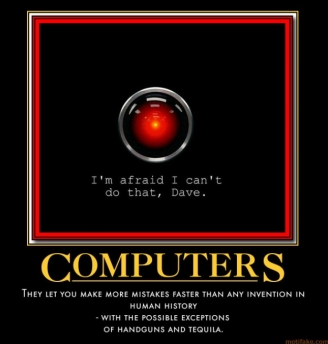 I'm afraid I can't
do that, Dave.
COMPUTERS
THEY LET YOU MAKE MORE MISTAKES FASTER THAN ANY INVENTION IN
HUMAN HISTORY
- WITH THE POSSIBLE EXCEPTIONS
OF HANDGUNS AND TEQUILA.